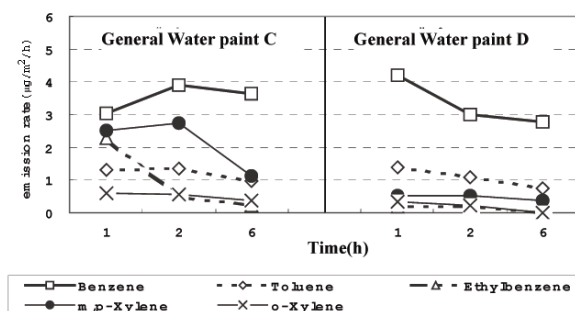 6
General Water paint C
General Water paint D
5
4
3
2
1
0
emission rate(μg/m²/h)
1 2 6 1 2 6
Time(h)
Benzene Toluene Ethylbenzene
m,p-Xylene o-Xylene